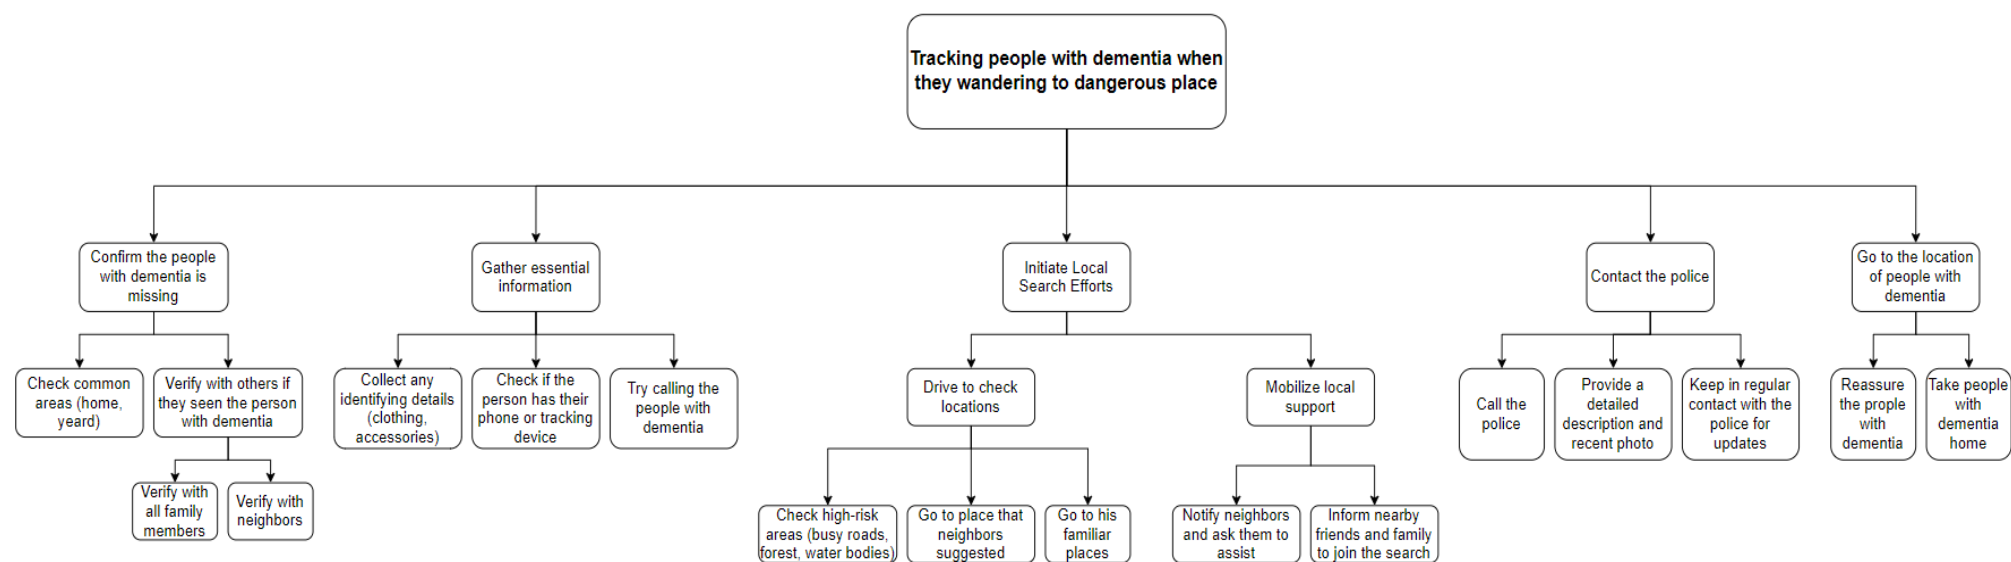 Tracking people with dementia when
they wandering to dangerous place
Confirm the people
with dementia is
missing
Gather essential
information
Initiate Local
Search Efforts
Contact the police
Go to the location
of people with
dementia
Check common
areas (home,
yeard)
Verify with others if
they seen the person
with dementia
Collect any
identifying details
(clothing,
accessories)
Check if the
person has their
phone or tracking
device
Try calling the
people with
dementia
Drive to check
locations
Mobilize local
support
Call the
police
Provide a
detailed
description and
recent photo
Keep in regular
contact with the
police for
updates
Reassure
the prople
with
dementia
Take people
with
dementia
home
Verify with
all family
members
Verify with
neighbors
Check high-risk
areas (busy roads,
forest, water bodies)
Go to place that
neighbors
suggested
Go to his
familiar
places
Notify neighbors
and ask them to
assist
Inform nearby
friends and family
to join the search